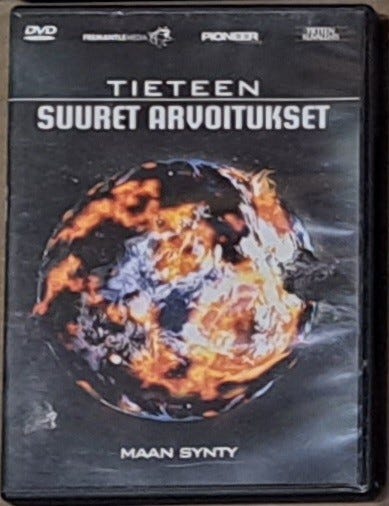 DVD
FREMANTLEMEDIA
PIONEER
TIETEEN
SUURET ARVOITUKSET
MAAN SYNTY